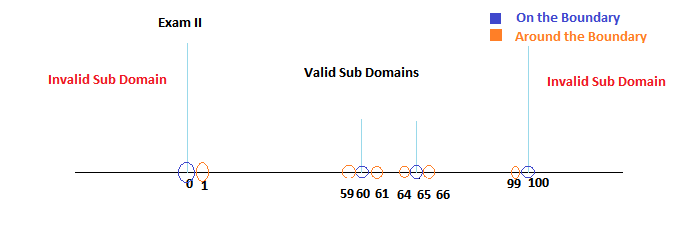 Exam II
On the Boundary
Around the Boundary
Invalid Sub Domain
Valid Sub Domains
Invalid Sub Domain
0 1 59 60 61 64 65 66 99 100